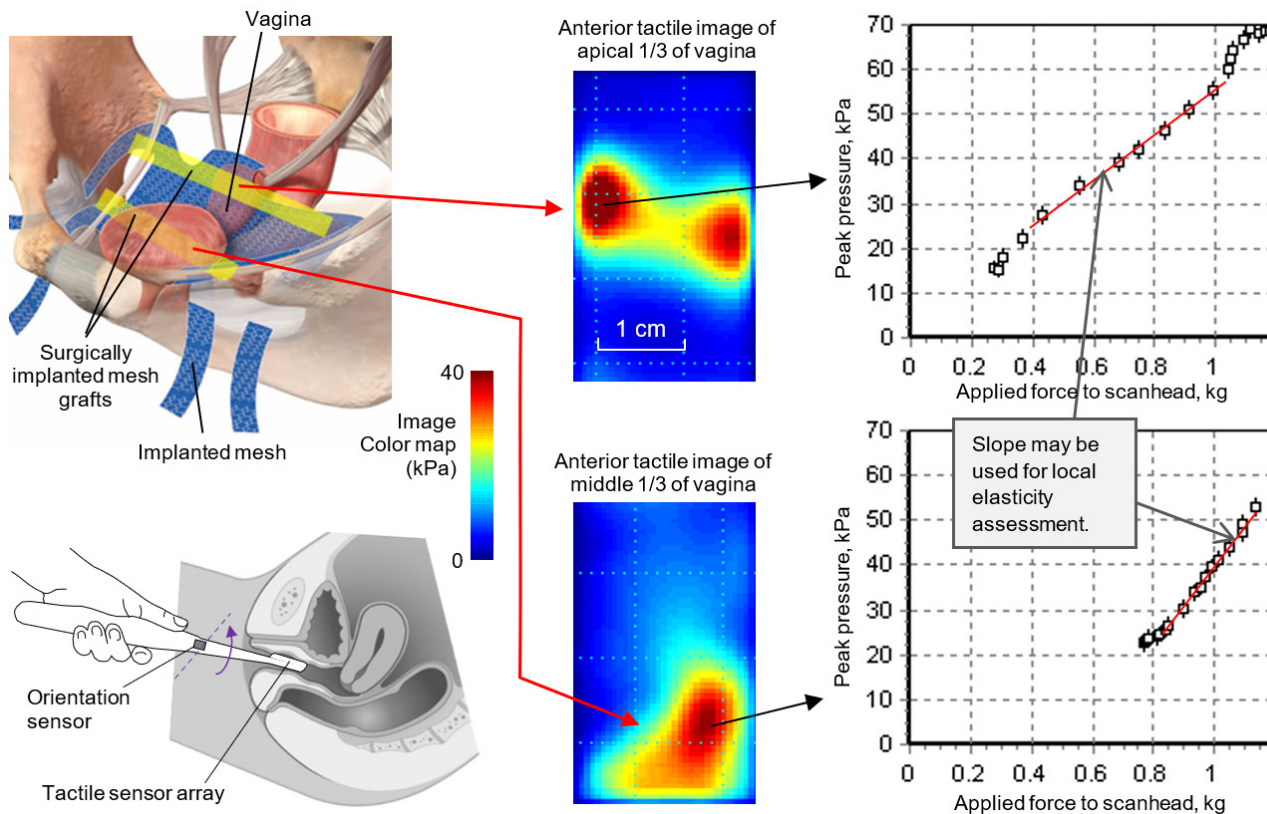 Vagina
Surgically
implanted mesh
grafts
Implanted mesh
40
Image
Color map
(kPa)
0
Orientation
sensor
Tactile sensor array
Anterior tactile image of
apical 1/3 of vagina
1 cm
Anterior tactile image of
middle 1/3 of vagina
Peak pressure, kPa
70
60
50
40
30
20
10
0
0 0.2 0.4 0.6 0.8 1
Applied force to scanhead, kg
Slope may be
used for local
elasticity
assessment.
Peak pressure, kPa
70
60
50
40
30
20
10
0
0 0.2 0.4 0.6 0.8 1
Applied force to scanhead, kg